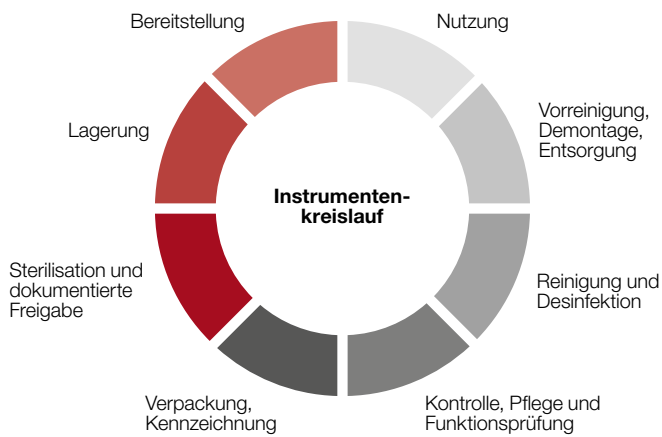 Bereitstellung
Nutzung
Vorreinigung,
Demontage,
Entsorgung
Lagerung
Instrumenten-
kreislauf
Sterilisation und
dokumentierte
Freigabe
Reinigung und
Desinfektion
Verpackung,
Kennzeichnung
Kontrolle, Pflege und
Funktionsprüfung